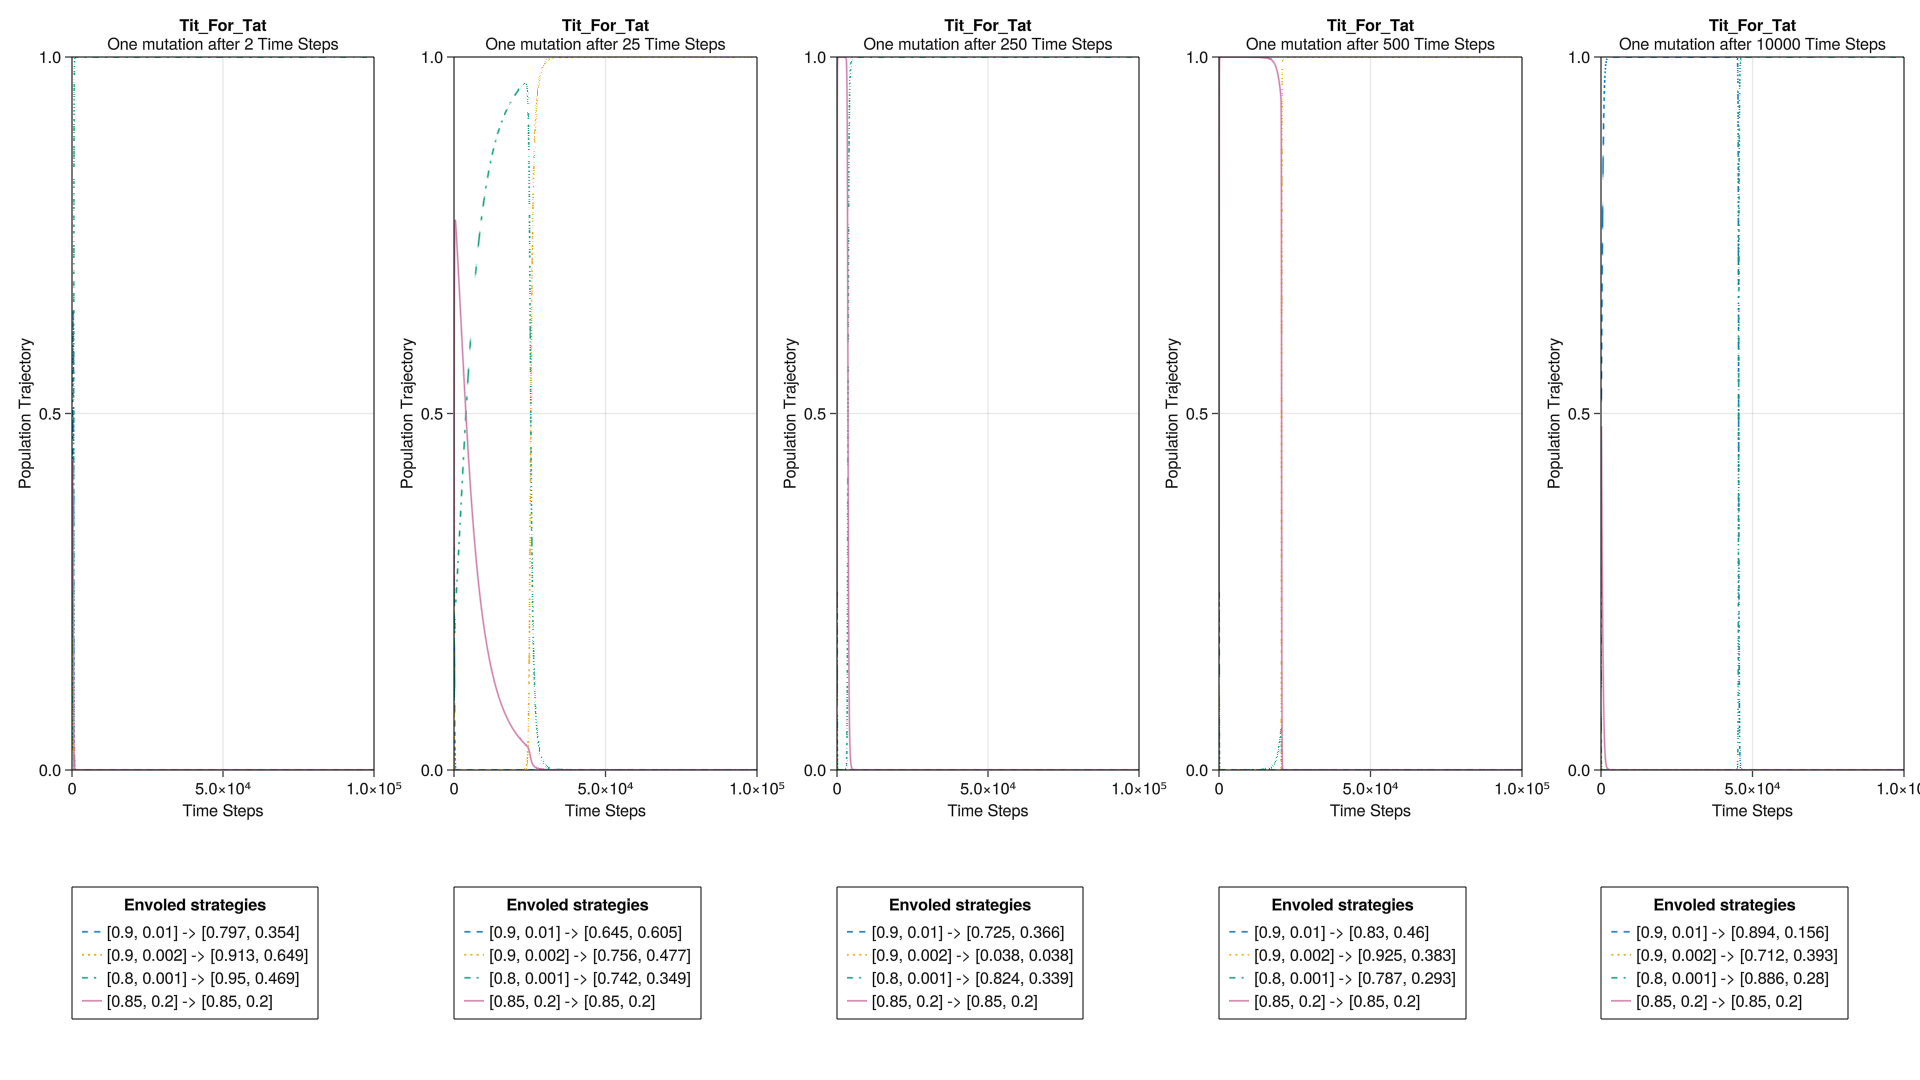 Tit_For_Tat
One mutation after 2 Time Steps
1.0
0.5
0.0
Population Trajectory
0
5.0×10⁴
1.0×10⁵
Time Steps
Tit_For_Tat
One mutation after 25 Time Steps
1.0
0.5
0.0
Population Trajectory
0
5.0×10⁴
1.0×10⁵
Time Steps
Tit_For_Tat
One mutation after 250 Time Steps
1.0
0.5
0.0
Population Trajectory
0
5.0×10⁴
1.0×10⁵
Time Steps
Tit_For_Tat
One mutation after 500 Time Steps
1.0
0.5
0.0
Population Trajectory
0
5.0×10⁴
1.0×10⁵
Time Steps
Tit_For_Tat
One mutation after 10000 Time Steps
1.0
0.5
0.0
Population Trajectory
0
5.0×10⁴
Time Steps
Envoled strategies
[0.9, 0.01] -> [0.797, 0.354]
[0.9, 0.002] -> [0.913, 0.649]
[0.8, 0.001] -> [0.95, 0.469]
[0.85, 0.2] -> [0.85, 0.2]
Envoled strategies
[0.9, 0.01] -> [0.645, 0.605]
[0.9, 0.002] -> [0.756, 0.477]
[0.8, 0.001] -> [0.742, 0.349]
[0.85, 0.2] -> [0.85, 0.2]
Envoled strategies
[0.9, 0.01] -> [0.725, 0.366]
[0.9, 0.002] -> [0.038, 0.038]
[0.8, 0.001] -> [0.824, 0.339]
[0.85, 0.2] -> [0.85, 0.2]
Envoled strategies
[0.9, 0.01] -> [0.83, 0.46]
[0.9, 0.002] -> [0.925, 0.383]
[0.8, 0.001] -> [0.787, 0.293]
[0.85, 0.2] -> [0.85, 0.2]
Envoled strategies
[0.9, 0.01] -> [0.894, 0.156]
[0.9, 0.002] -> [0.712, 0.393]
[0.8, 0.001] -> [0.886, 0.28]
[0.85, 0.2] -> [0.85, 0.2]